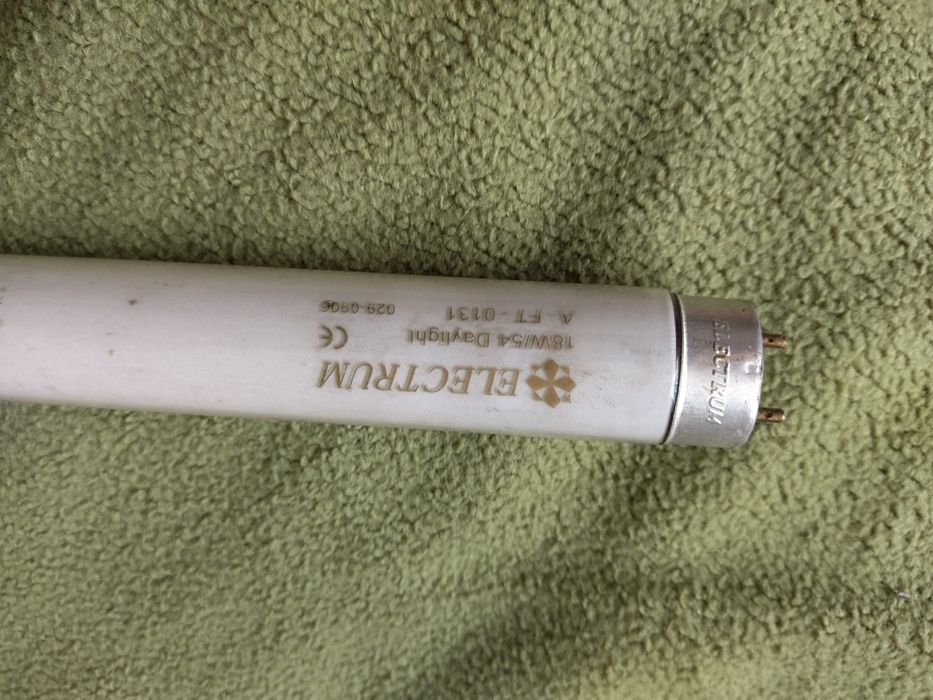 ELECTRUM
18W/54 Daylight CE
A - FT - 0131
029-0906
ELECTRUM